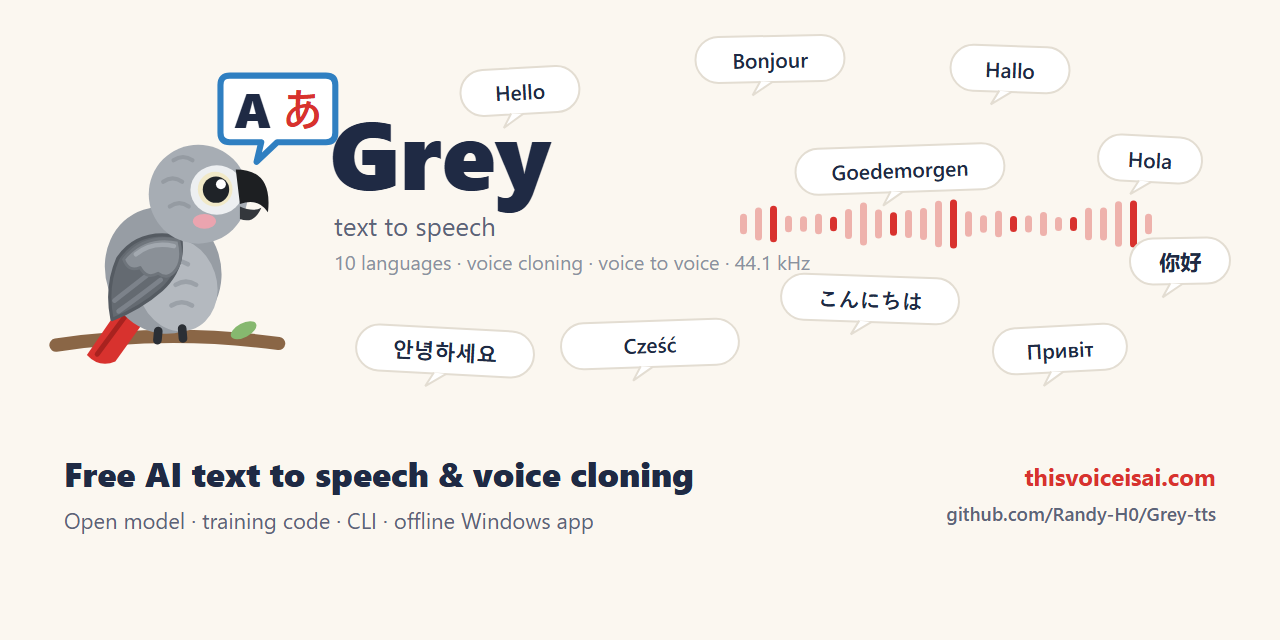 Bonjour
Hallo
Hello
A あ
Grey
Goedemorgen
Hola
text to speech
10 languages · voice cloning · voice to voice · 44.1 kHz
你好
こんにちは
안녕하세요
Cześć
Привіт
Free AI text to speech & voice cloning
thisvoiceisai.com
Open model · training code · CLI · offline Windows app
github.com/Randy-H0/Grey-tts